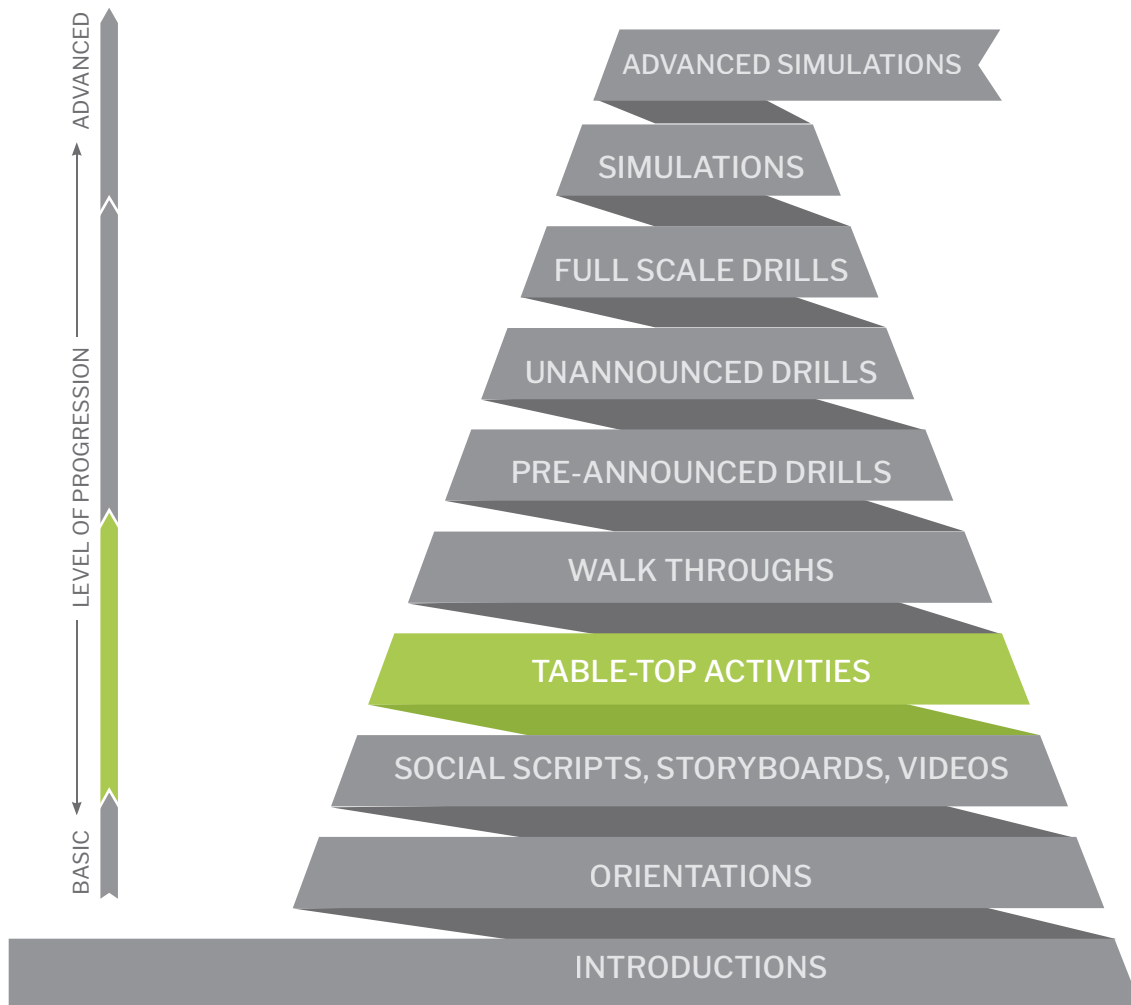 ADVANCED
LEVEL OF PROGRESSION
BASIC
ADVANCED SIMULATIONS
SIMULATIONS
FULL SCALE DRILLS
UNANNOUNCED DRILLS
PRE-ANNOUNCED DRILLS
WALK THROUGHS
TABLE-TOP ACTIVITIES
SOCIAL SCRIPTS, STORYBOARDS, VIDEOS
ORIENTATIONS
INTRODUCTIONS